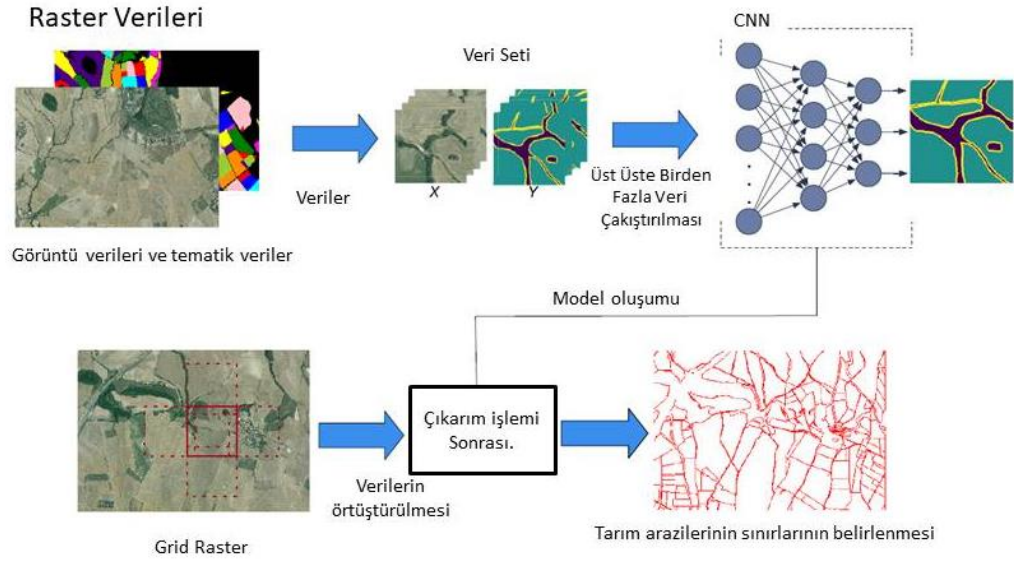 Raster Verileri
CNN
Veri Seti
Veriler
X
Y
Üst Üste Birden
Fazla Veri
Çakıştırılması
Görüntü verileri ve tematik veriler
Model oluşumu
Çıkarım işlemi
Sonrası.
Verilerin
örtüştürülmesi
Grid Raster
Tarım arazilerinin sınırlarının belirlenmesi